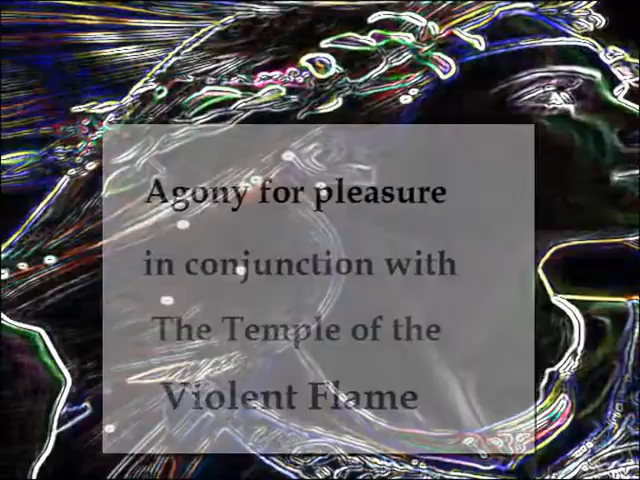 Agony for pleasure
in conjunction with
The Temple of the
Violent Flame